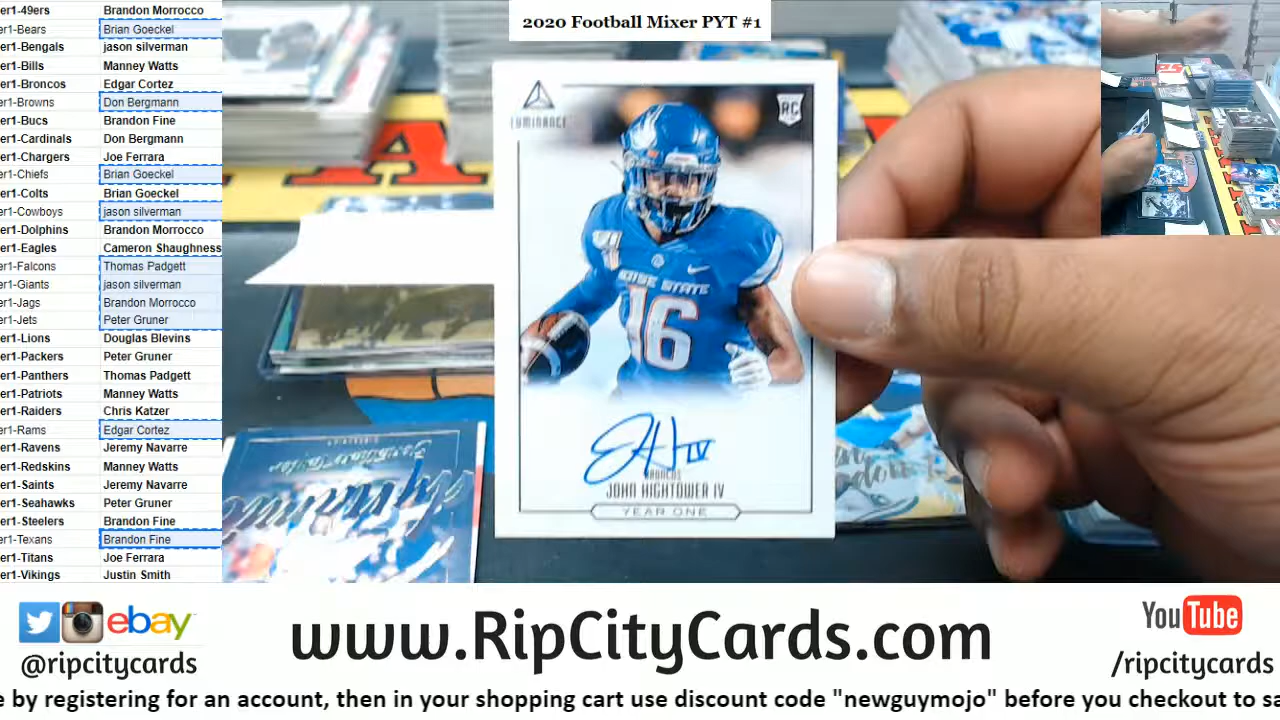 2020 Football Mixer PYT #1
er1-49ers Brandon Morrocco
er1-Bears Brian Goeckel
er1-Bengals jason silverman
er1-Bills Manney Watts
er1-Broncos Edgar Cortez
er1-Browns Don Bergmann
er1-Bucs Brandon Fine
er1-Cardinals Don Bergmann
er1-Chargers Joe Ferrara
er1-Chiefs Brian Goeckel
er1-Colts Brian Goeckel
er1-Cowboys jason silverman
er1-Dolphins Brandon Morrocco
er1-Eagles Cameron Shaughness
er1-Falcons Thomas Padgett
er1-Giants jason silverman
er1-Jags Brandon Morrocco
er1-Jets Peter Gruner
er1-Lions Douglas Blevins
er1-Packers Peter Gruner
er1-Panthers Thomas Padgett
er1-Patriots Manney Watts
er1-Raiders Chris Katzer
er1-Rams Edgar Cortez
er1-Ravens Jeremy Navarre
er1-Redskins Manney Watts
er1-Saints Jeremy Navarre
er1-Seahawks Peter Gruner
er1-Steelers Brandon Fine
er1-Texans Brandon Fine
er1-Titans Joe Ferrara
er1-Vikings Justin Smith
LUMINANCE
RC
BOISE STATE
16
JH IV
BRONCOS
JOHN HIGHTOWER IV
YEAR ONE
ebay
@ripcitycards
www.RipCityCards.com
YouTube
/ripcitycards
e by registering for an account, then in your shopping cart use discount code "newguymojo" before you checkout to sa